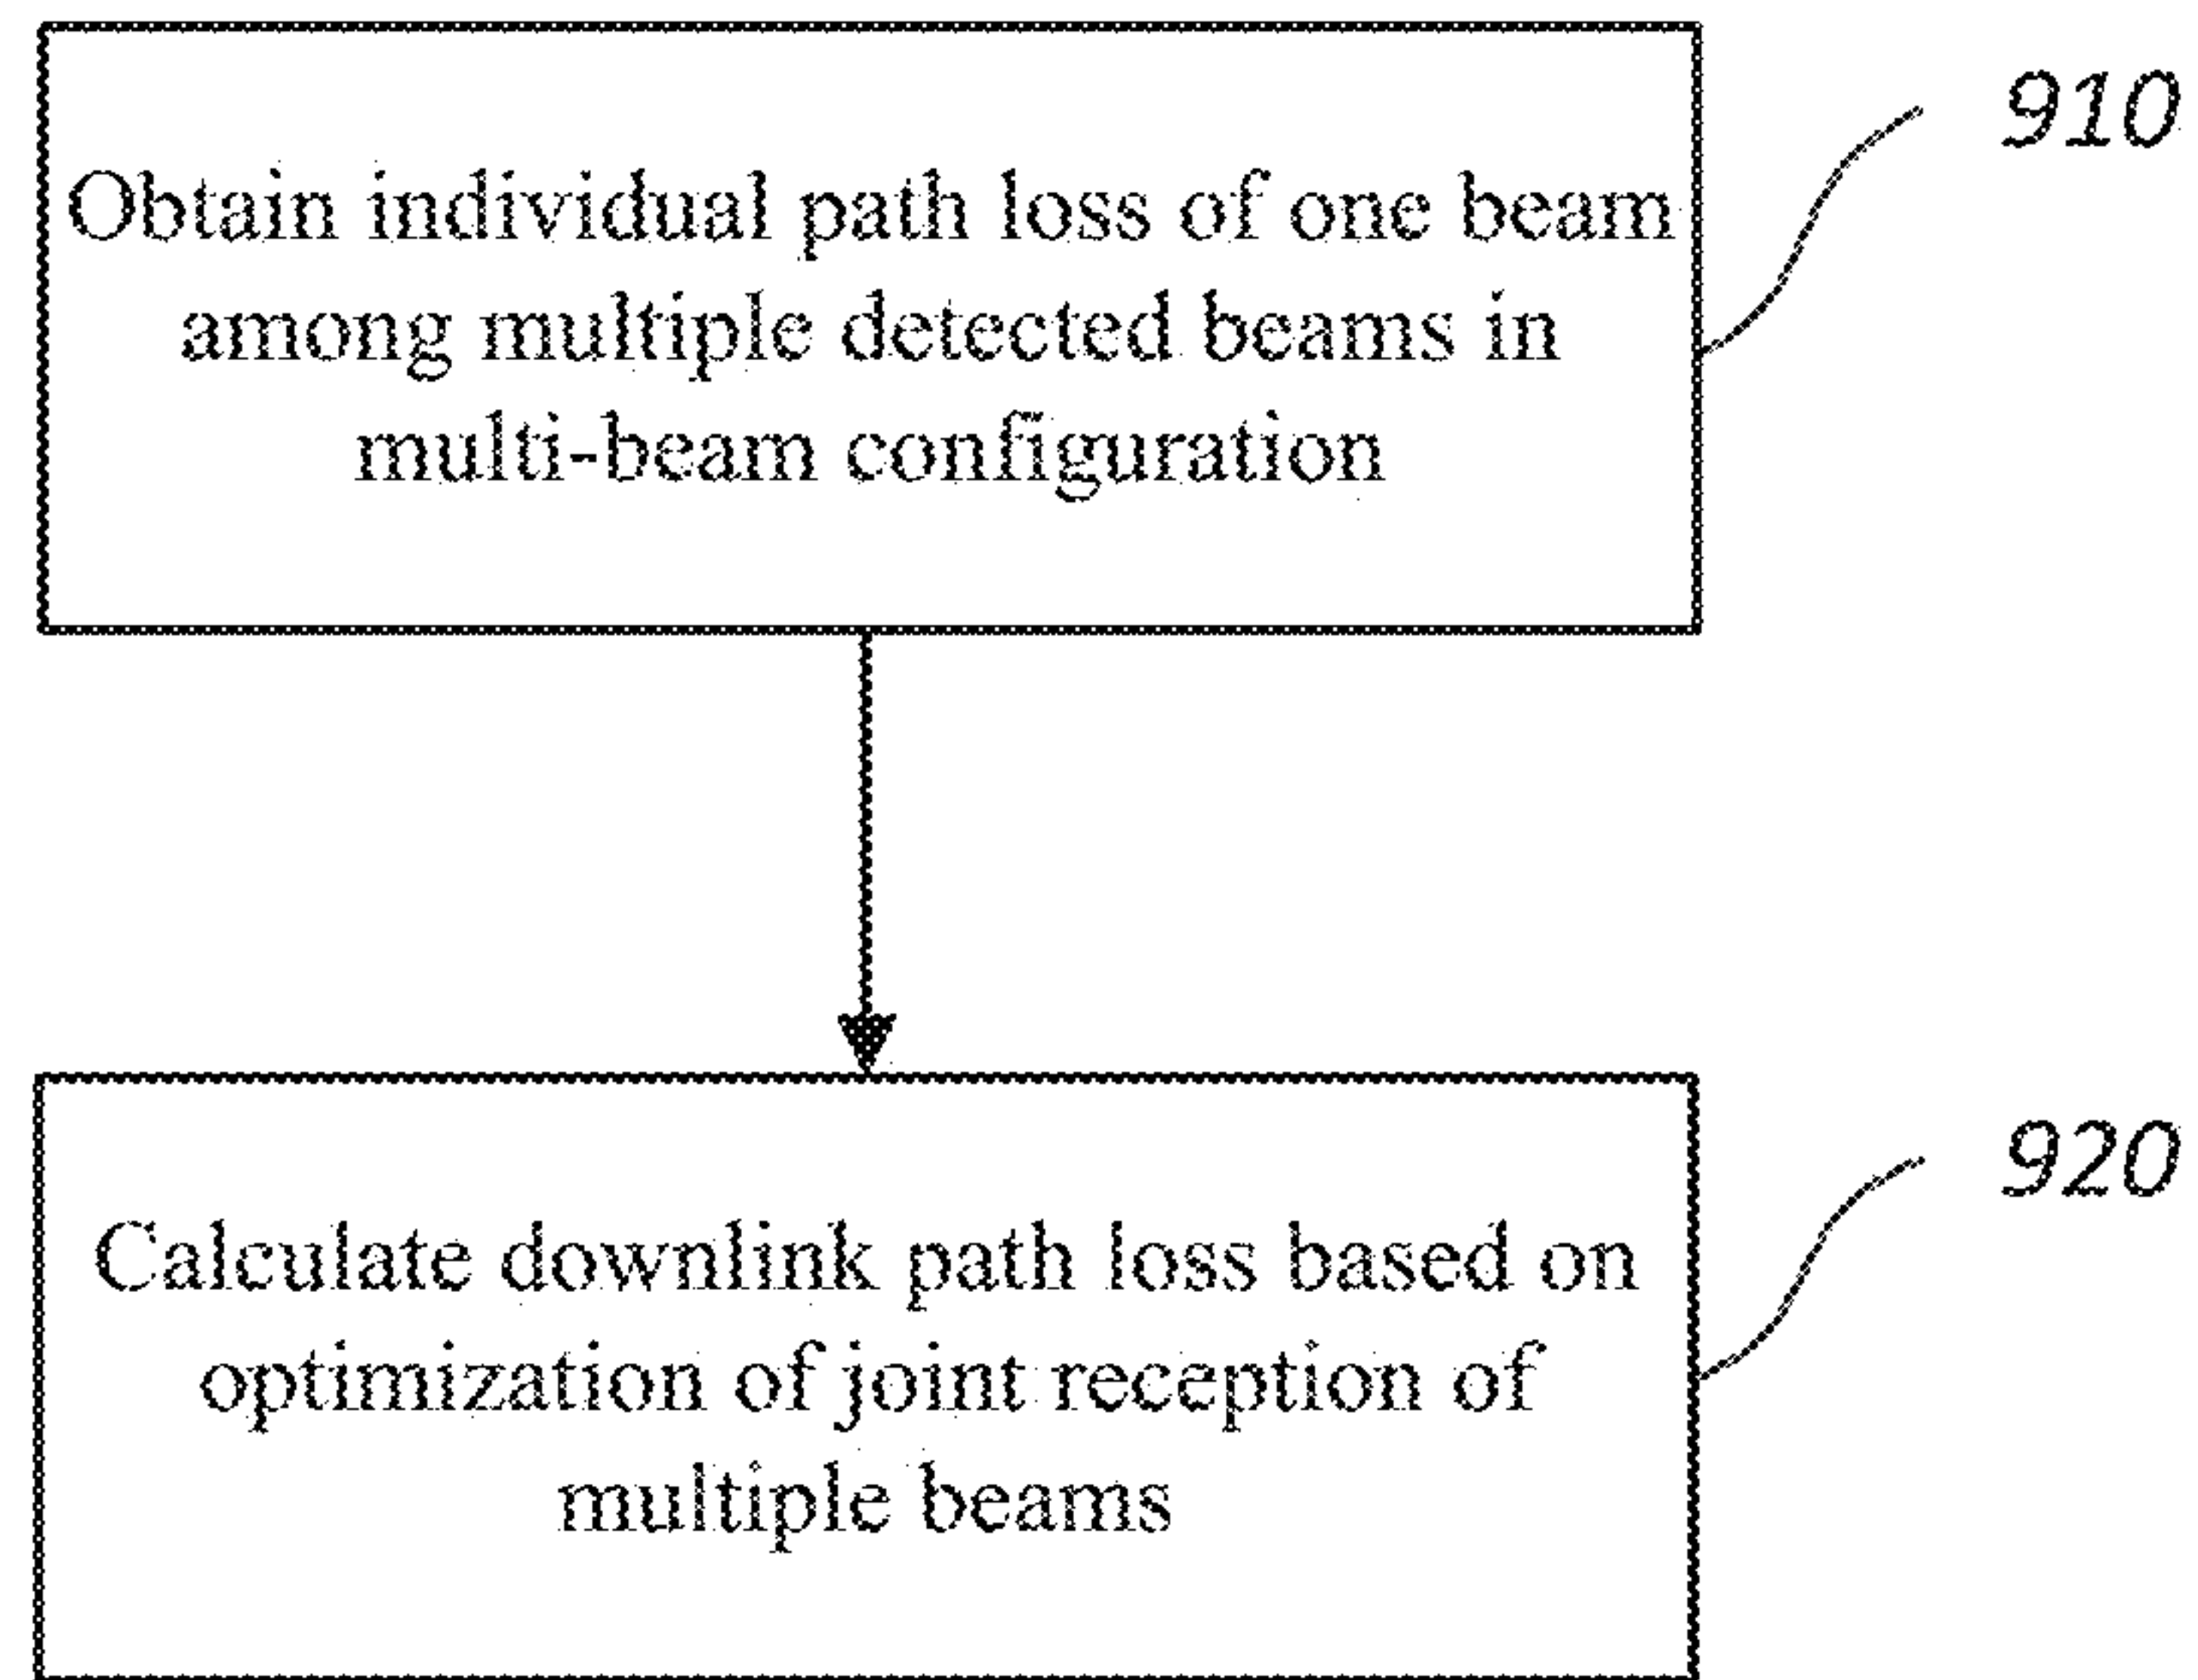 Obtain individual path loss of one beam
among multiple detected beams in
multi-beam configuration
910
Calculate downlink path loss based on
optimization of joint reception of
multiple beams
920